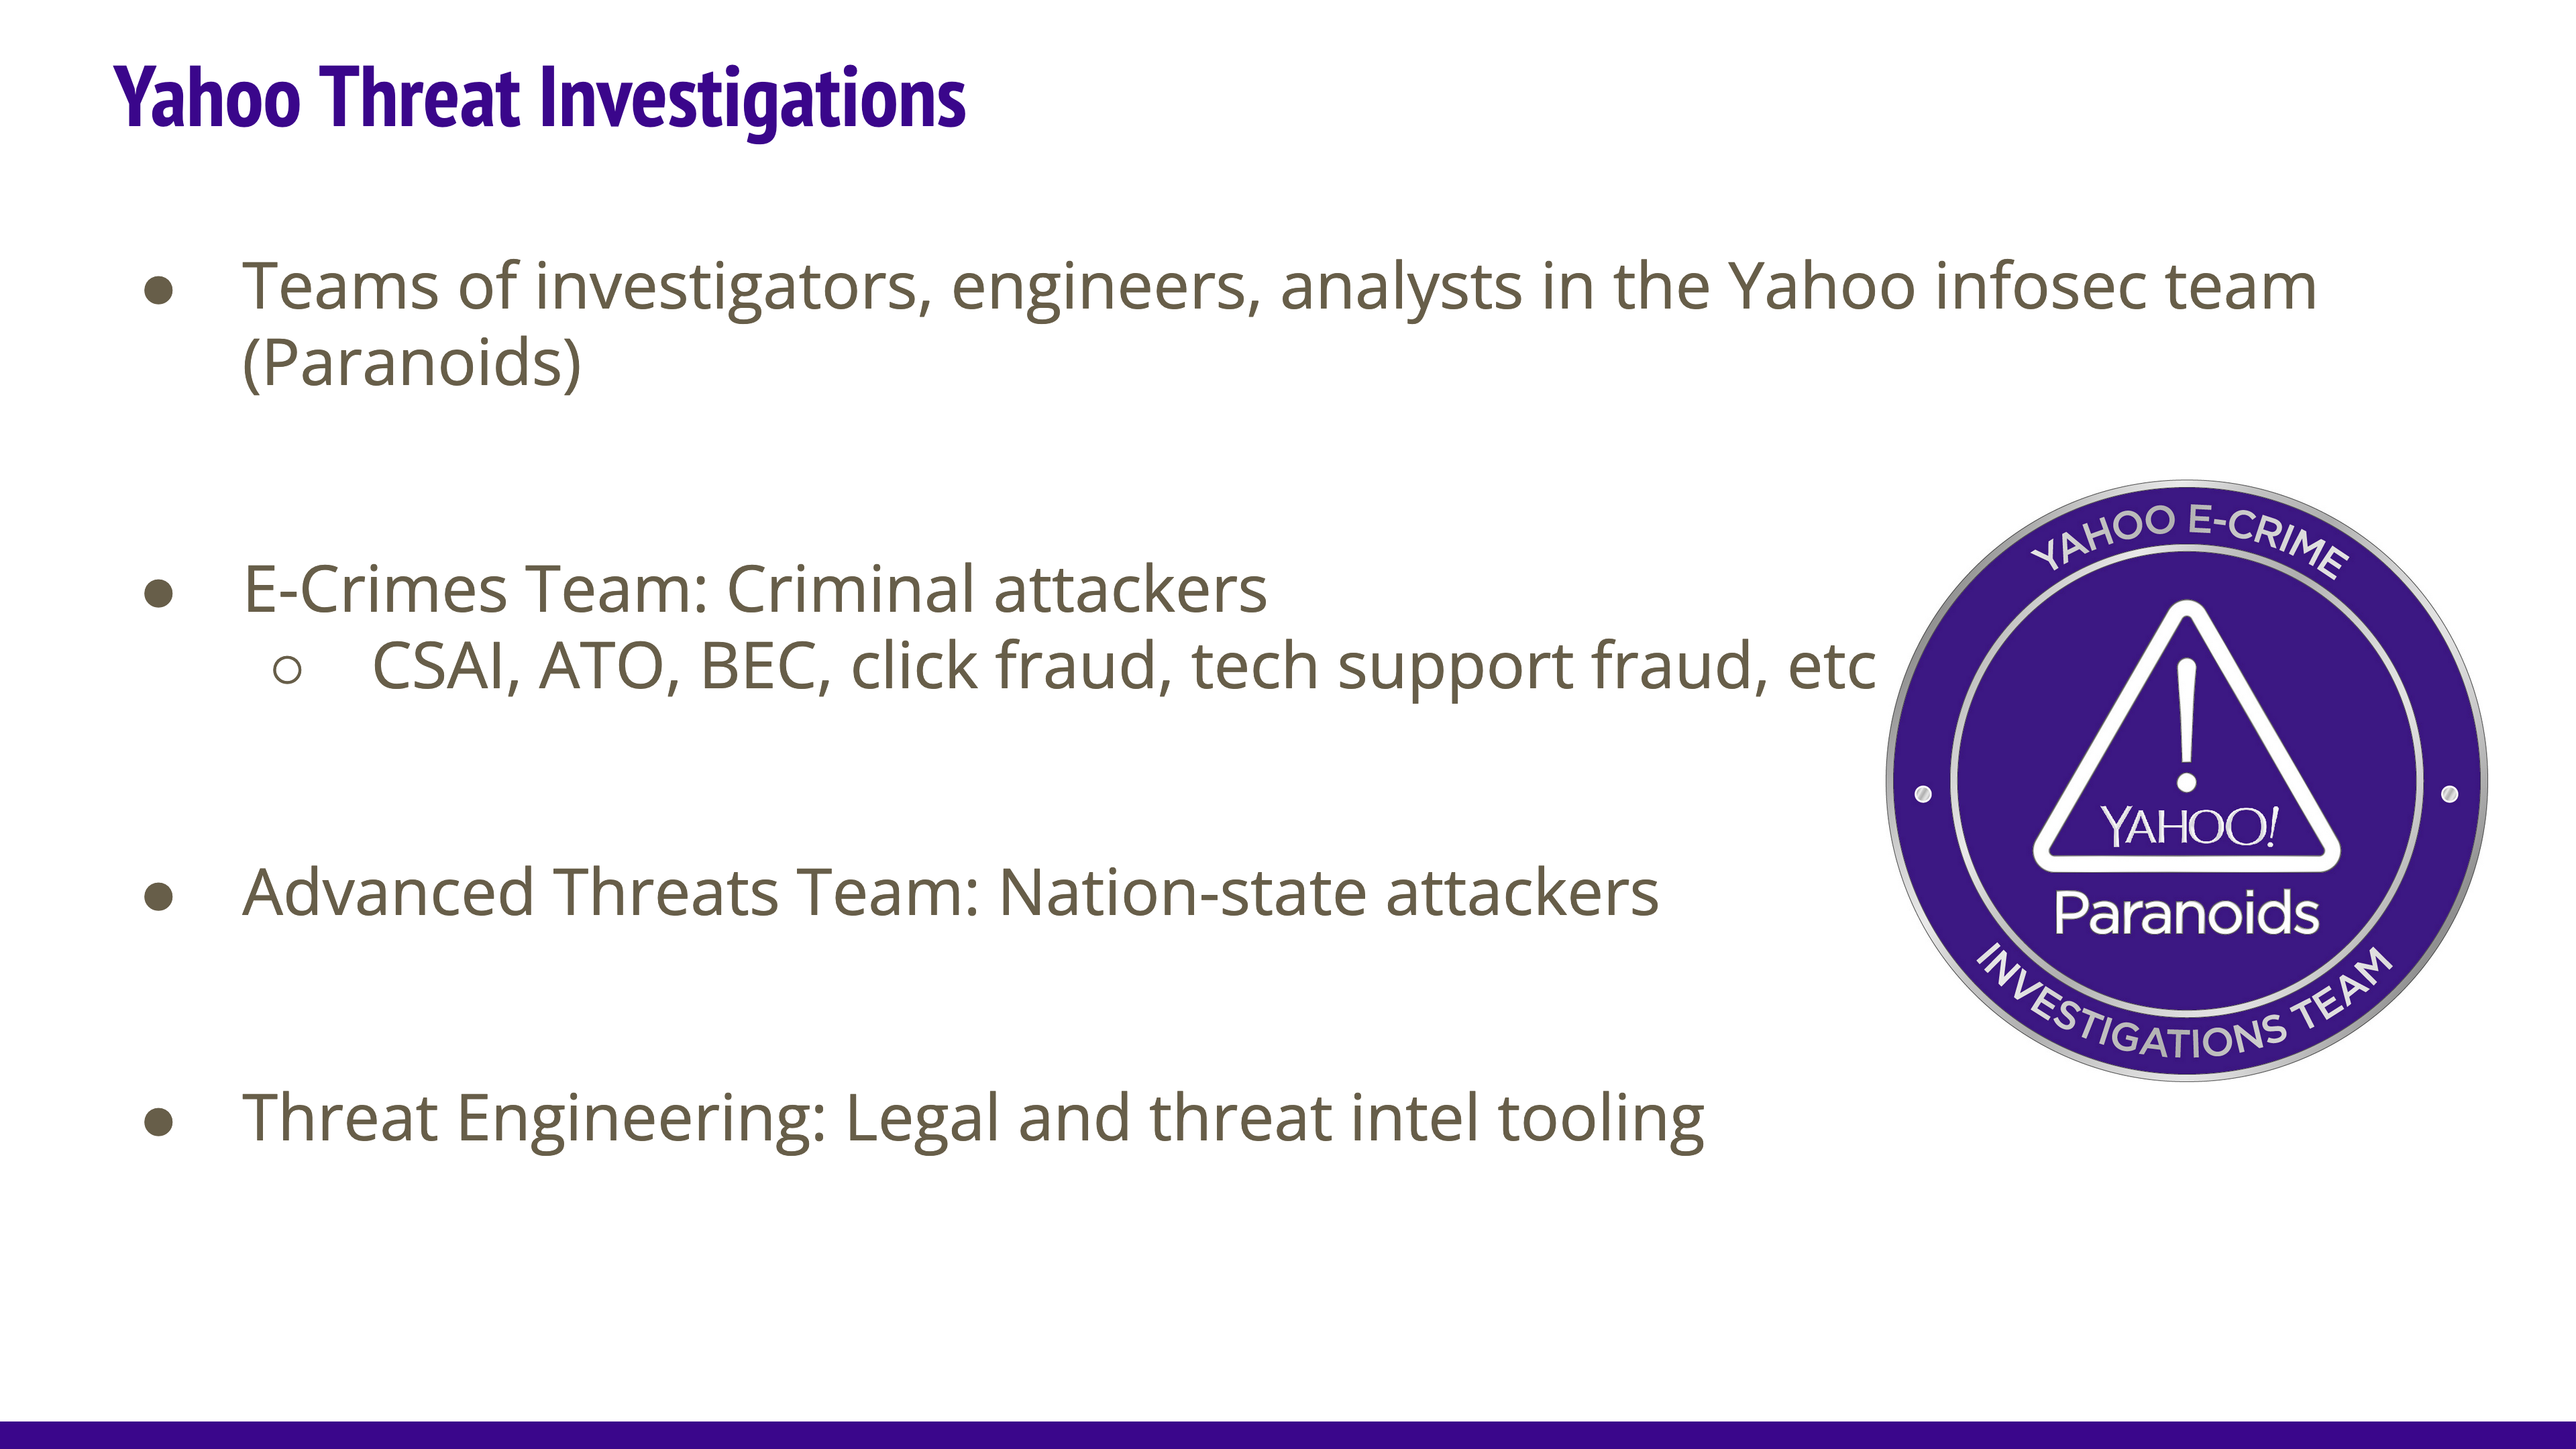 Yahoo Threat Investigations
● Teams of investigators, engineers, analysts in the Yahoo infosec team
(Paranoids)
● E-Crimes Team: Criminal attackers
○ CSAI, ATO, BEC, click fraud, tech support fraud, etc
● Advanced Threats Team: Nation-state attackers
● Threat Engineering: Legal and threat intel tooling
YAHOO E-CRIME
!
YAHOO!
Paranoids
INVESTIGATIONS TEAM